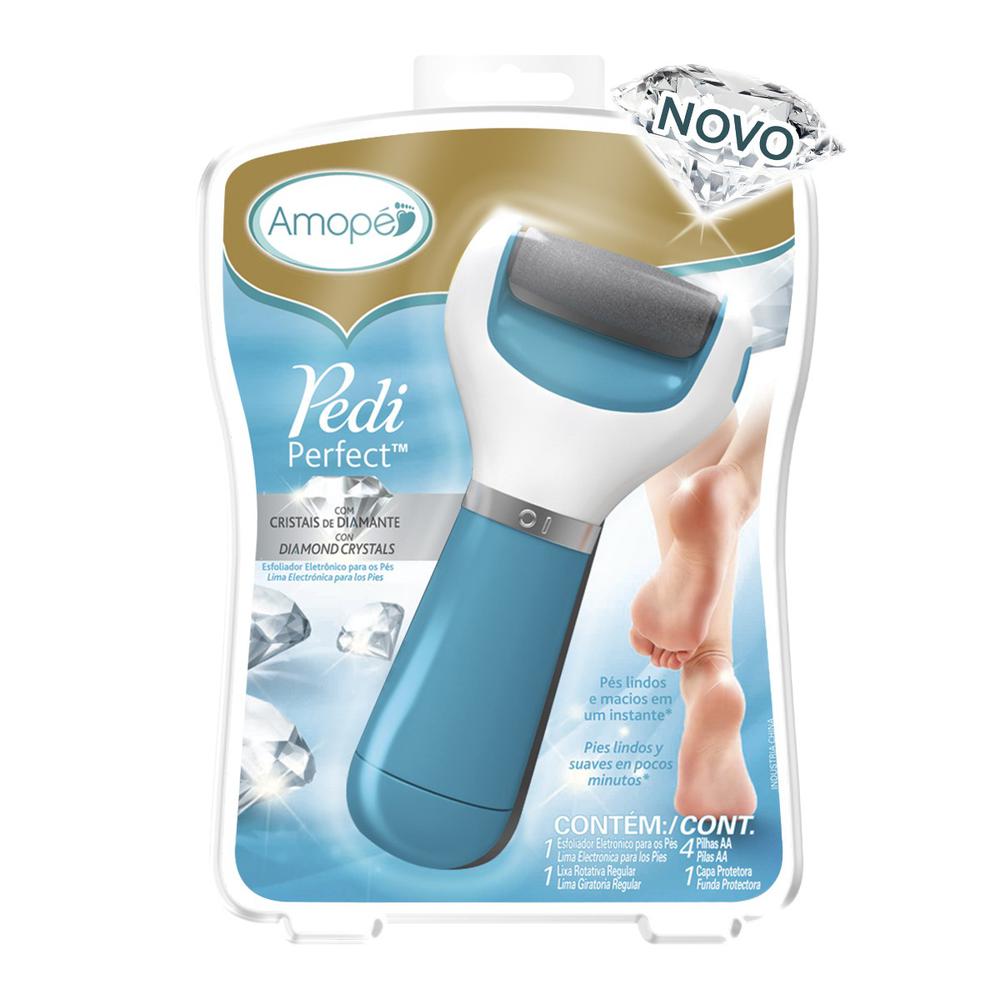 NOVO
Amopé
Pedi
Perfect™
COM
CRISTAIS DE DIAMANTE
CON
DIAMOND CRYSTALS
Esfoliador Eletrônico para os Pés
Lima Electrónica para los Pies
Pés lindos
e macios em
um instante*
Pies lindos y
suaves en pocos
minutos*
INDUSTRIA CHINA
CONTÉM:/CONT.
1 Esfoliador Eletronico para os Pés
Lima Electronica para los Pies
4 Pilhas AA
Pilas AA
1 Lixa Rotativa Regular
Lima Giratoria Regular
1 Capa Protetora
Funda Protectora